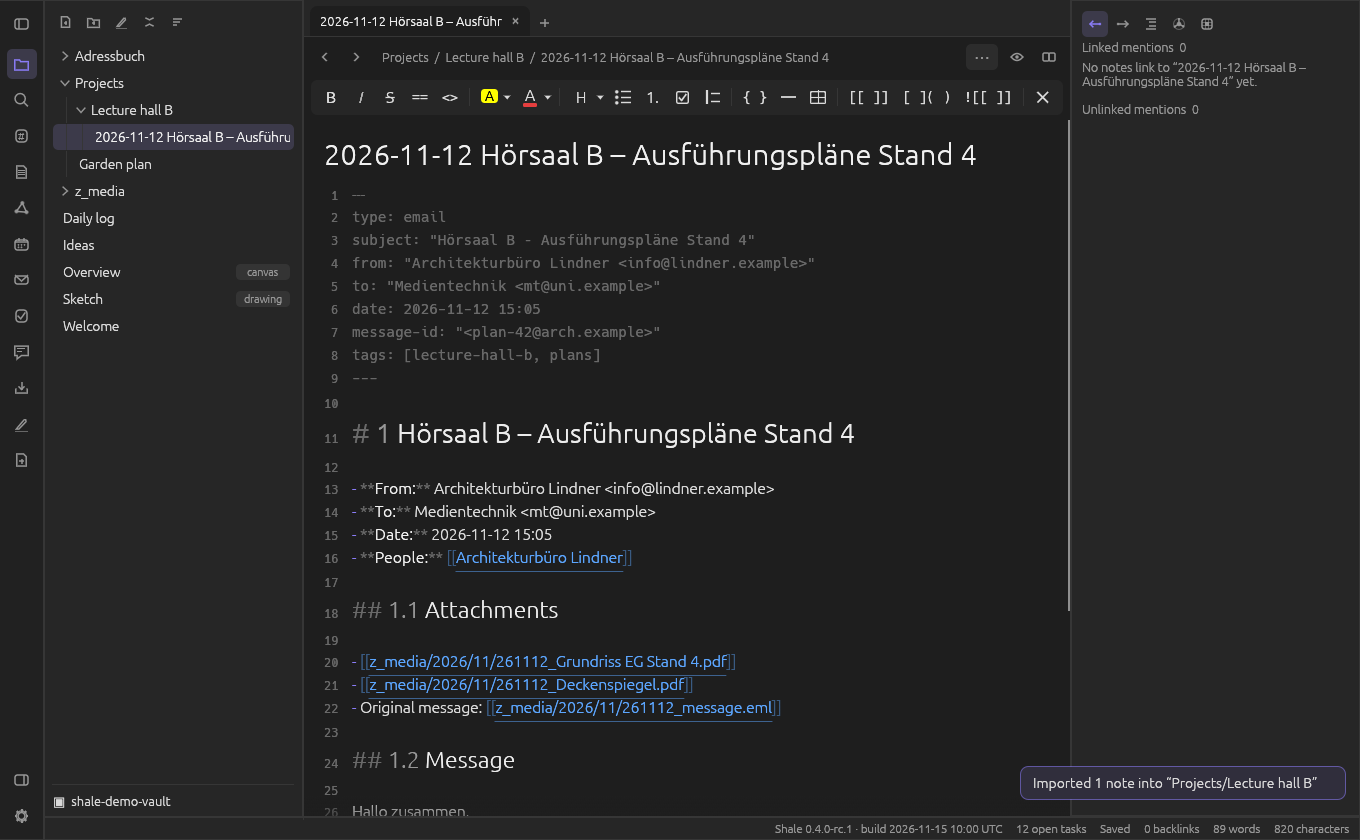 2026-11-12 Hörsaal B – Ausführ ×
+
Adressbuch
Projects
Lecture hall B
2026-11-12 Hörsaal B – Ausführu
Garden plan
z_media
Daily log
Ideas
Overview canvas
Sketch drawing
Welcome
shale-demo-vault
Projects / Lecture hall B / 2026-11-12 Hörsaal B – Ausführungspläne Stand 4
B I S == <> A A H 1. { } [[ ]] [ ]( ) ![[ ]]
2026-11-12 Hörsaal B – Ausführungspläne Stand 4
1 ---
2 type: email
3 subject: "Hörsaal B - Ausführungspläne Stand 4"
4 from: "Architekturbüro Lindner <info@lindner.example>"
5 to: "Medientechnik <mt@uni.example>"
6 date: 2026-11-12 15:05
7 message-id: "<plan-42@arch.example>"
8 tags: [lecture-hall-b, plans]
9 ---
10
11 # 1 Hörsaal B – Ausführungspläne Stand 4
12
13 - **From:** Architekturbüro Lindner <info@lindner.example>
14 - **To:** Medientechnik <mt@uni.example>
15 - **Date:** 2026-11-12 15:05
16 - **People:** [[Architekturbüro Lindner]]
17
18 ## 1.1 Attachments
19
20 - [[z_media/2026/11/261112_Grundriss EG Stand 4.pdf]]
21 - [[z_media/2026/11/261112_Deckenspiegel.pdf]]
22 - Original message: [[z_media/2026/11/261112_message.eml]]
23
24 ## 1.2 Message
25
26 Hallo zusammen,
Linked mentions 0
No notes link to “2026-11-12 Hörsaal B –
Ausführungspläne Stand 4” yet.
Unlinked mentions 0
Imported 1 note into “Projects/Lecture hall B”
Shale 0.4.0-rc.1 · build 2026-11-15 10:00 UTC 12 open tasks Saved 0 backlinks 89 words 820 characters